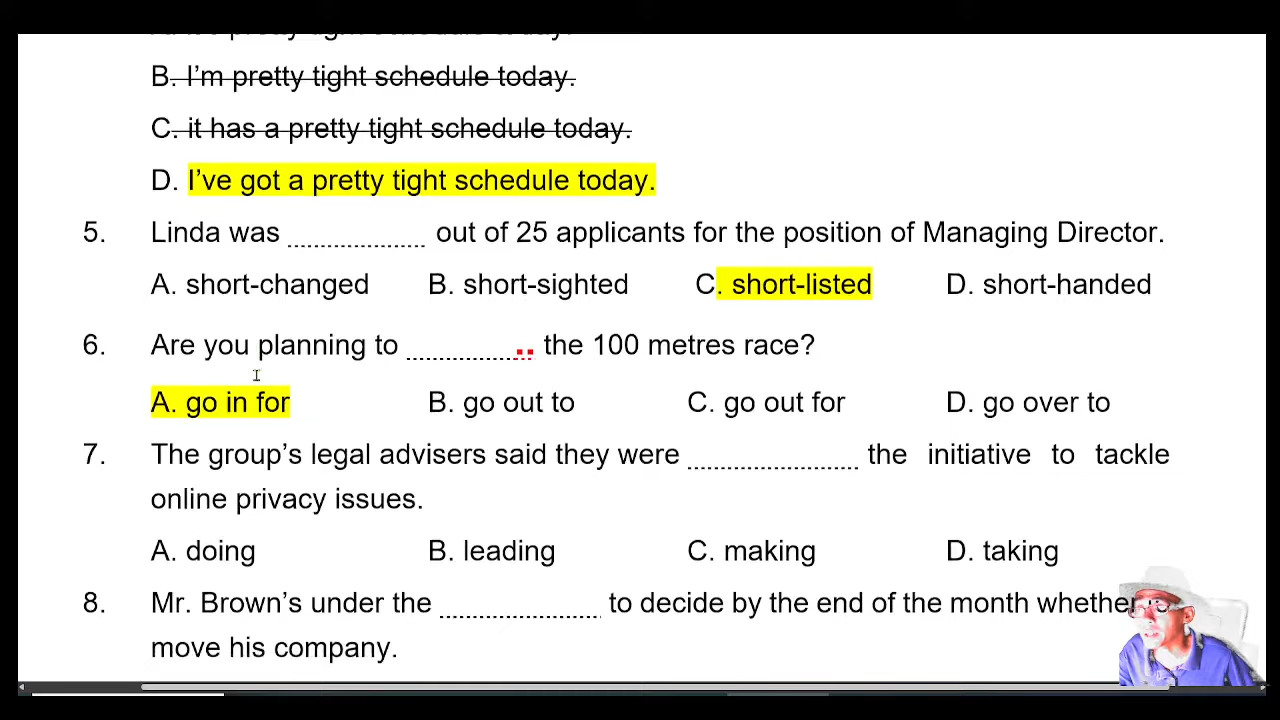 B. I'm pretty tight schedule today.
C. it has a pretty tight schedule today.
D. I've got a pretty tight schedule today.
5. Linda was .................. out of 25 applicants for the position of Managing Director.
A. short-changed B. short-sighted C. short-listed D. short-handed
6. Are you planning to ................ the 100 metres race?
A. go in for B. go out to C. go out for D. go over to
7. The group's legal advisers said they were ...................... the initiative to tackle
online privacy issues.
A. doing B. leading C. making D. taking
8. Mr. Brown's under the ..................... to decide by the end of the month whether
move his company.